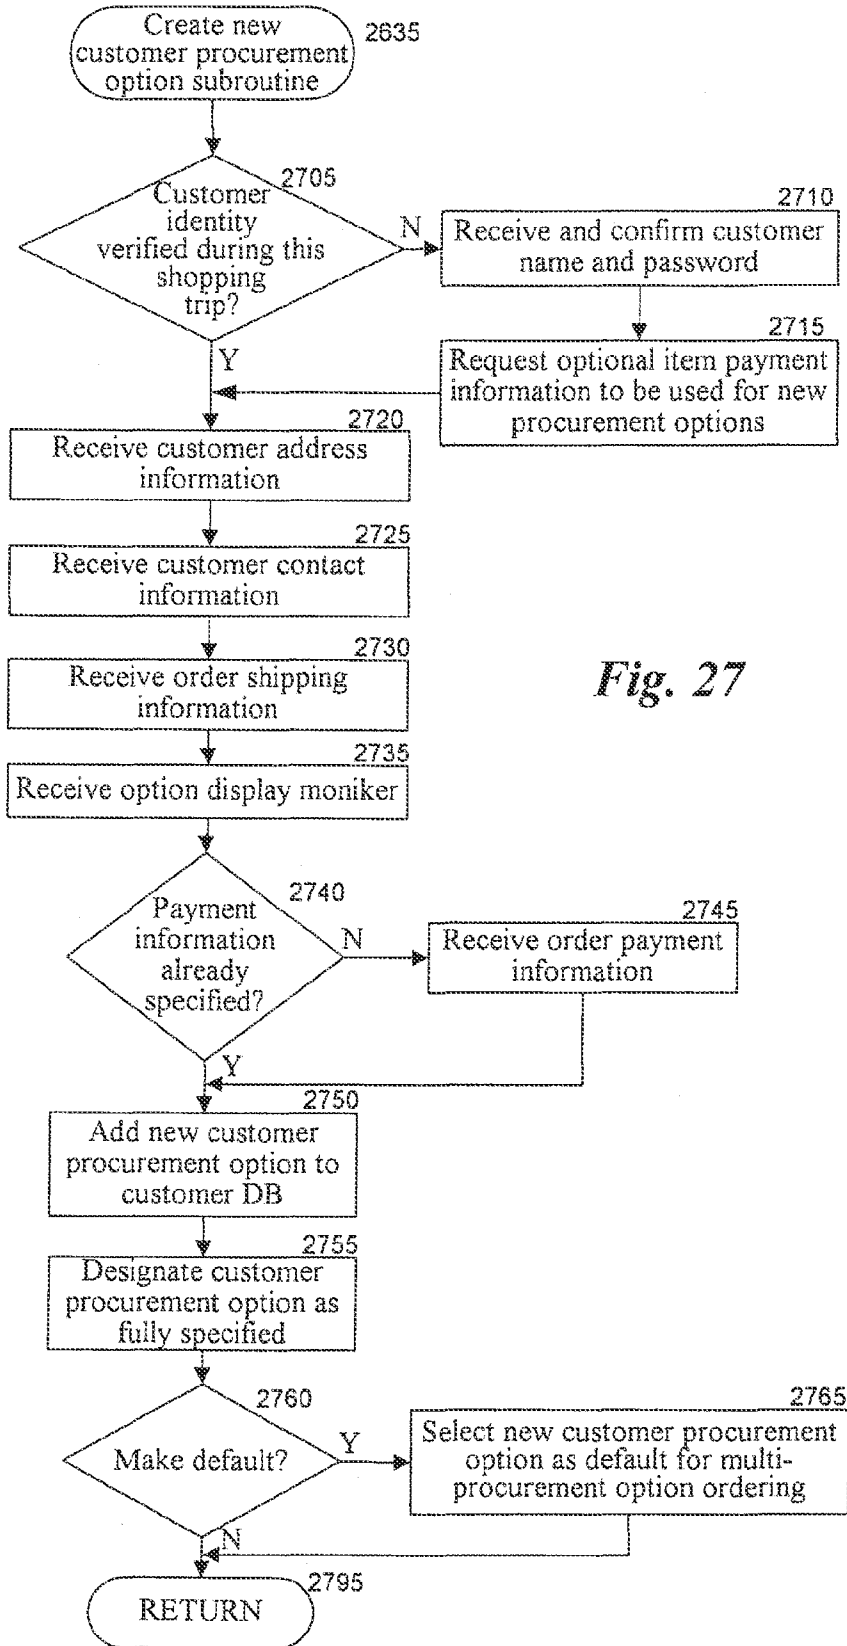 Create new
customer procurement
option subroutine
2635
2705
Customer
identity
verified during this
shopping
trip?
N
Y
2710
Receive and confirm customer
name and password
2715
Request optional item payment
information to be used for new
procurement options
2720
Receive customer address
information
2725
Receive customer contact
information
2730
Receive order shipping
information
Fig. 27
2735
Receive option display moniker
2740
Payment
information
already
specified?
N
Y
2745
Receive order payment
information
2750
Add new customer
procurement option to
customer DB
2755
Designate customer
procurement option as
fully specified
2760
Make default?
Y
N
2765
Select new customer procurement
option as default for multi-
procurement option ordering
2795
RETURN